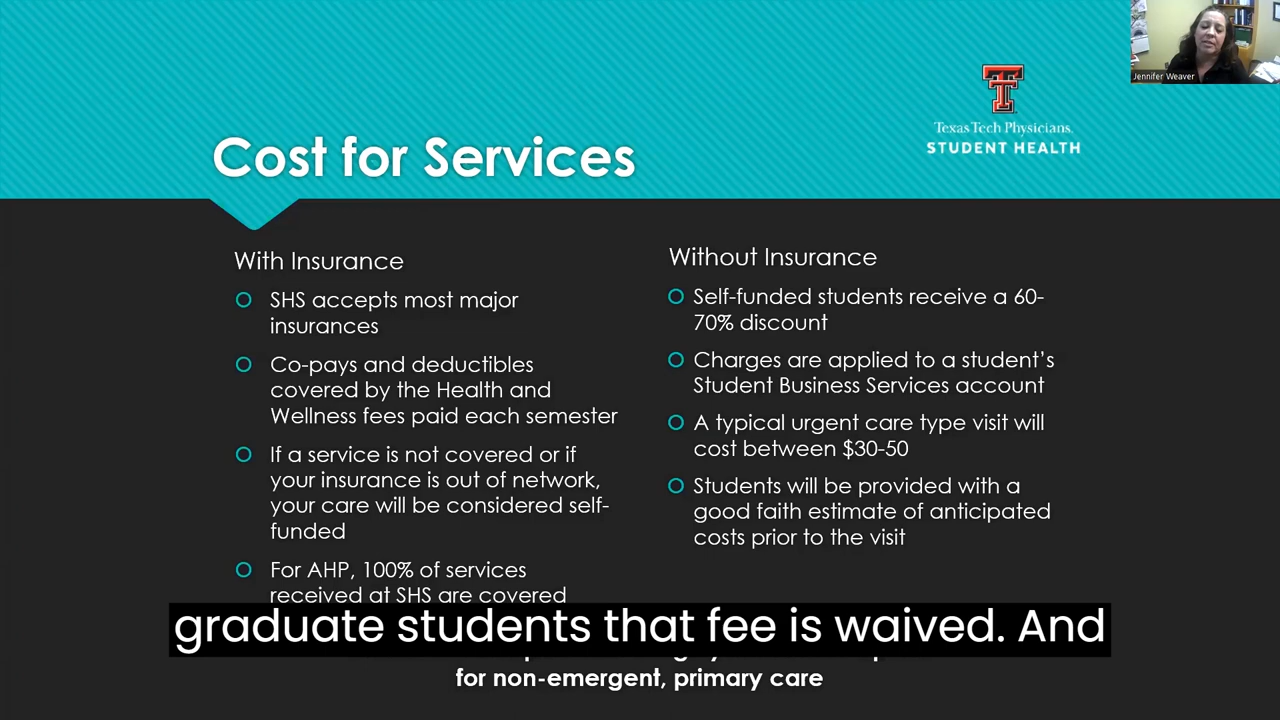 Jennifer Weaver
Texas Tech Physicians.
STUDENT HEALTH
Cost for Services
With Insurance
SHS accepts most major
insurances
Co-pays and deductibles
covered by the Health and
Wellness fees paid each semester
If a service is not covered or if
your insurance is out of network,
your care will be considered self-
funded
For AHP, 100% of services
received at SHS are covered
Without Insurance
Self-funded students receive a 60-
70% discount
Charges are applied to a student’s
Student Business Services account
A typical urgent care type visit will
cost between $30-50
Students will be provided with a
good faith estimate of anticipated
costs prior to the visit
graduate students that fee is waived. And
for non-emergent, primary care